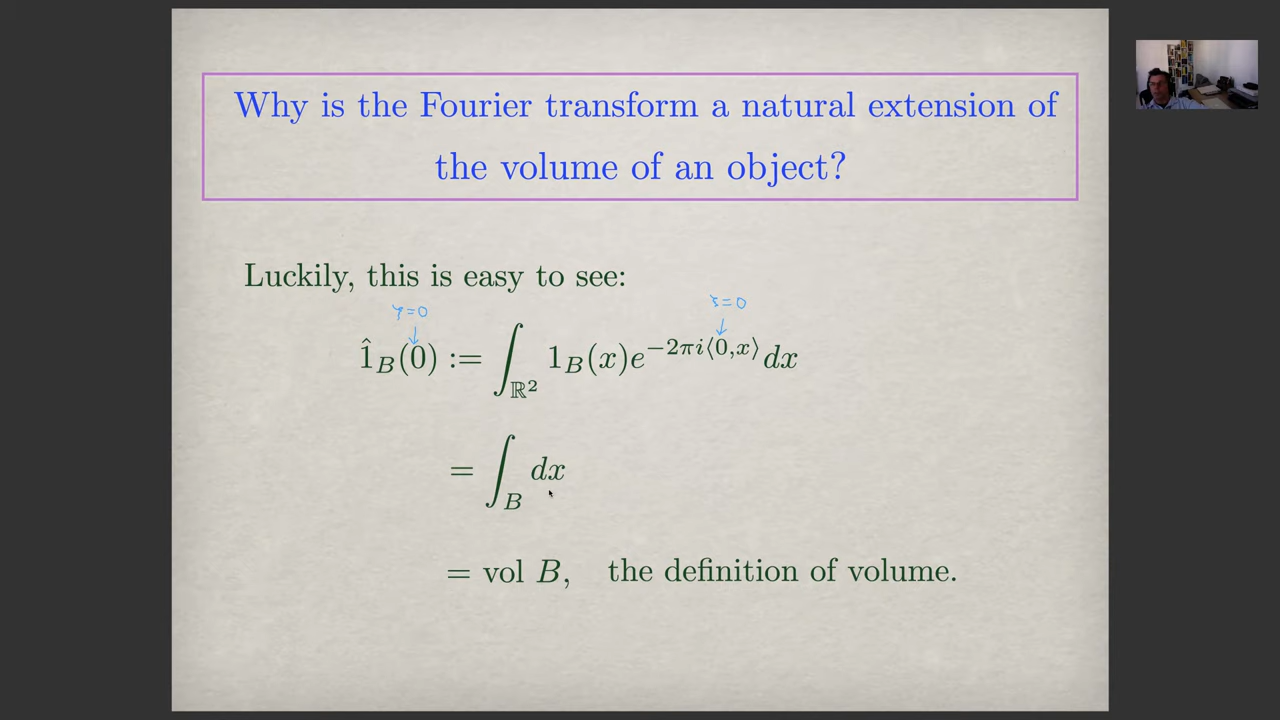 Why is the Fourier transform a natural extension of
the volume of an object?
Luckily, this is easy to see:
ζ=0
ξ=0
1̂_B(0) := ∫_{ℝ²} 1_B(x)e^{−2πi⟨0,x⟩}dx
= ∫_B dx
= vol B, the definition of volume.